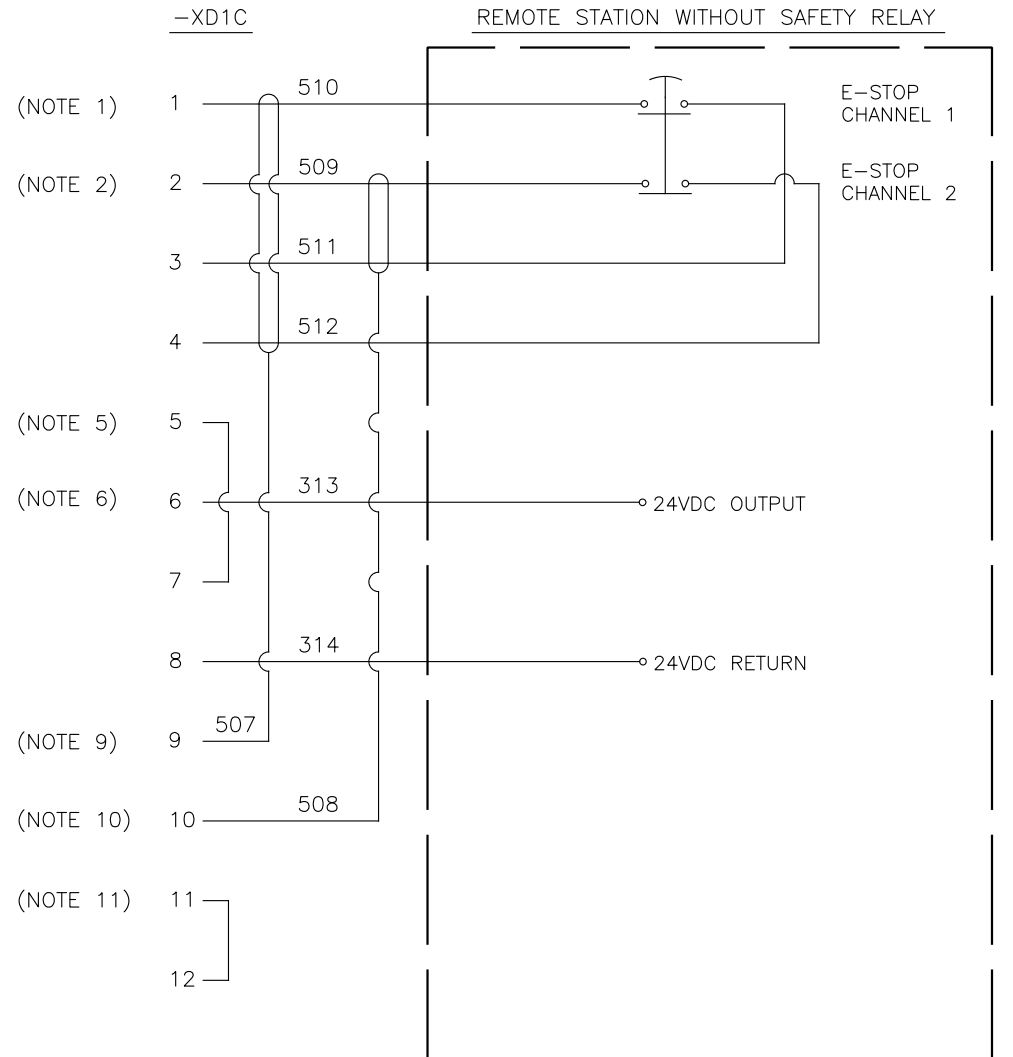 -XD1C
REMOTE STATION WITHOUT SAFETY RELAY
(NOTE 1) 1 510
E-STOP
CHANNEL 1
(NOTE 2) 2 509
E-STOP
CHANNEL 2
3 511
4 512
(NOTE 5) 5
(NOTE 6) 6 313 24VDC OUTPUT
7
8 314 24VDC RETURN
(NOTE 9) 9 507
(NOTE 10) 10 508
(NOTE 11) 11
12